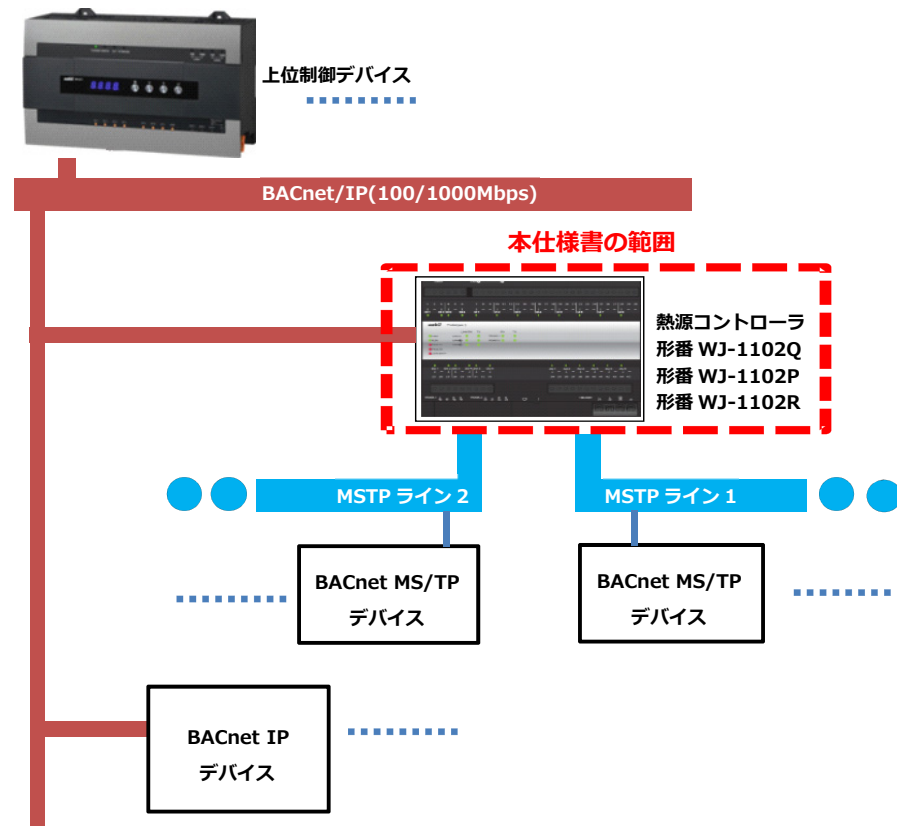 上位制御デバイス
BACnet/IP(100/1000Mbps)
本仕様書の範囲
熱源コントローラ
形番 WJ-1102Q
形番 WJ-1102P
形番 WJ-1102R
MSTP ライン 2
MSTP ライン 1
BACnet MS/TP
デバイス
BACnet MS/TP
デバイス
BACnet IP
デバイス